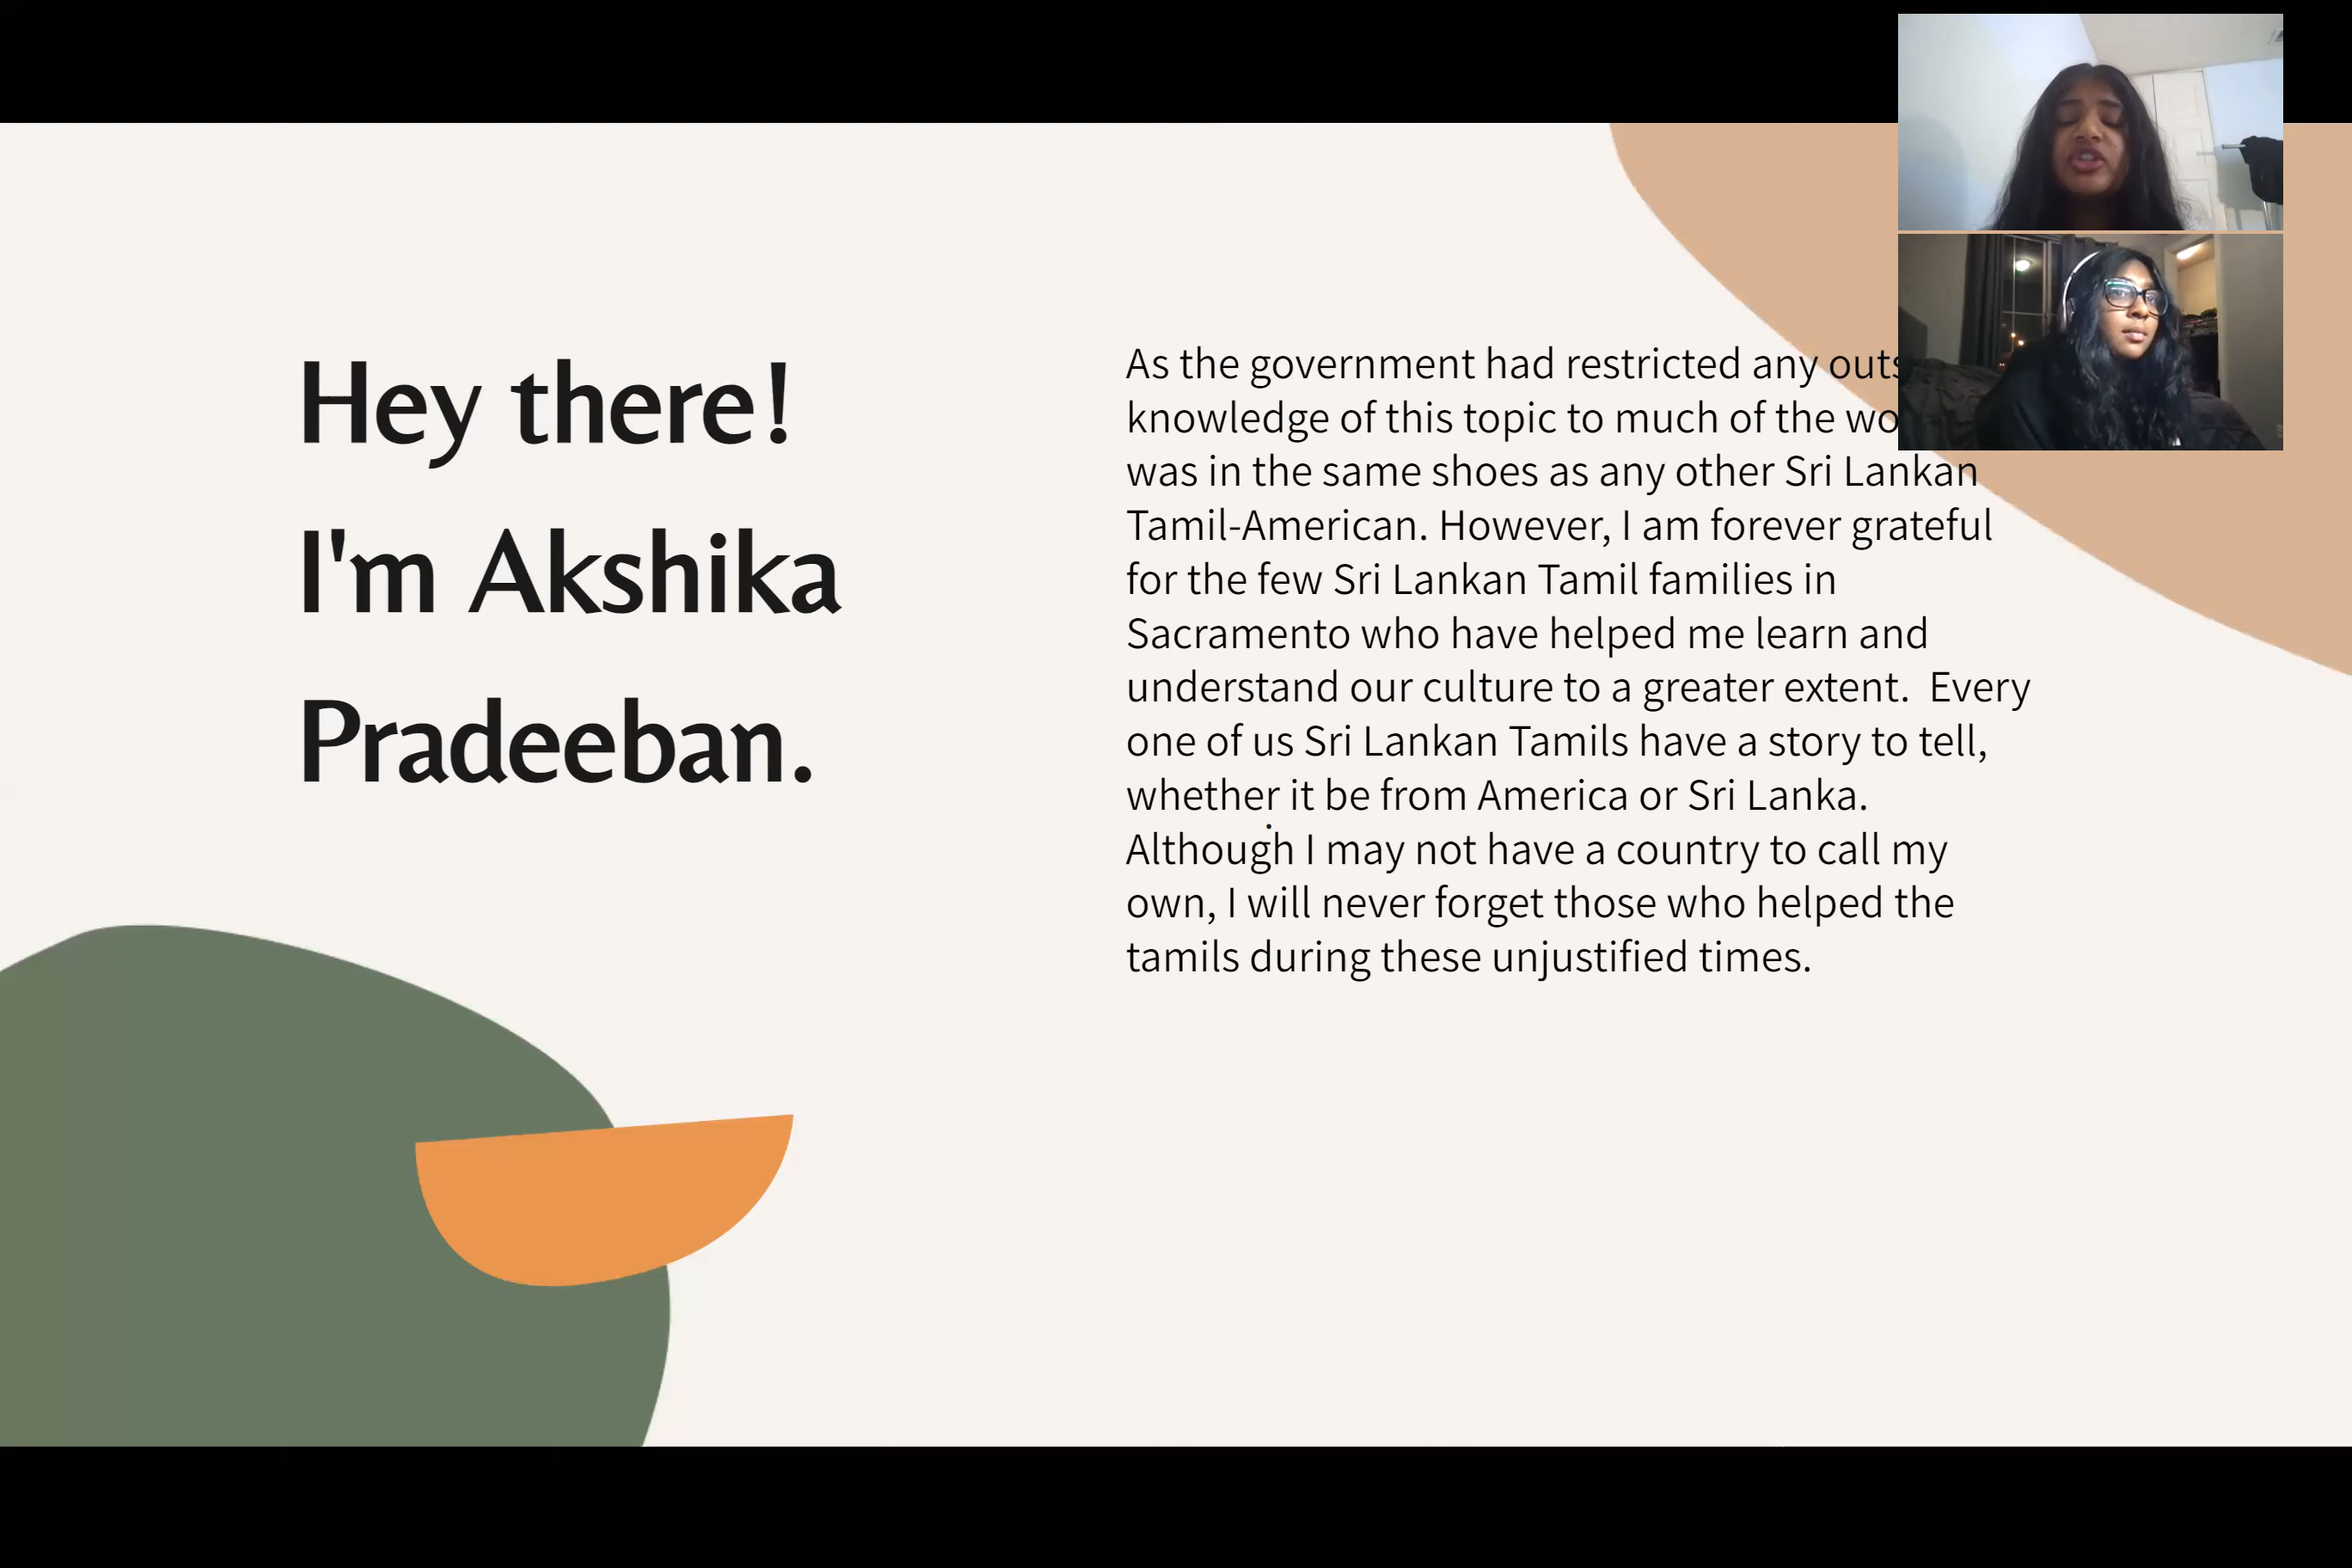 Hey there!
I'm Akshika
Pradeeban.
As the government had restricted any
knowledge of this topic to much of the
was in the same shoes as any other Sri Lankan
Tamil-American. However, I am forever grateful
for the few Sri Lankan Tamil families in
Sacramento who have helped me learn and
understand our culture to a greater extent.  Every
one of us Sri Lankan Tamils have a story to tell,
whether it be from America or Sri Lanka.
Although I may not have a country to call my
own, I will never forget those who helped the
tamils during these unjustified times.